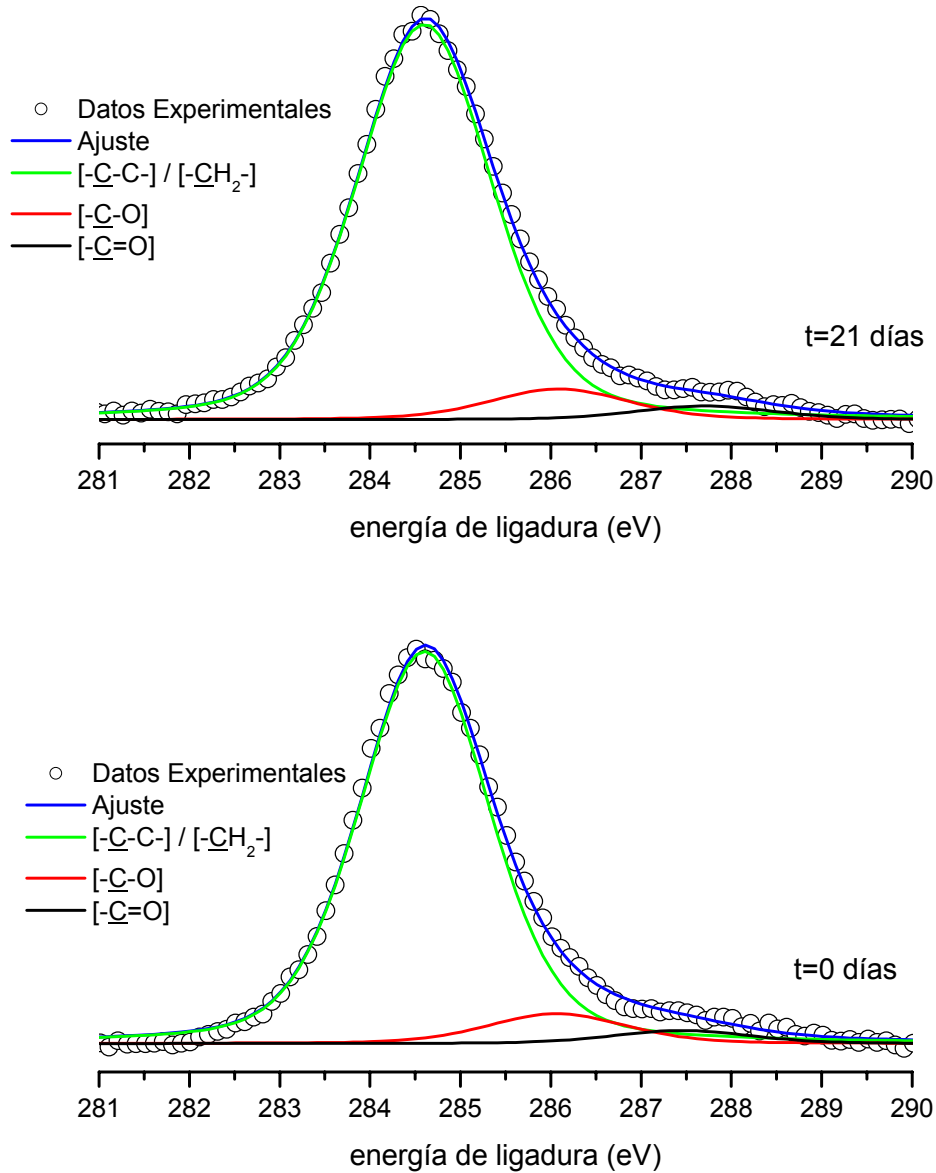 Datos Experimentales
Ajuste
[-C-C-] / [-CH2-]
[-C-O]
[-C=O]
t=21 días
281 282 283 284 285 286 287 288 289 290
energía de ligadura (eV)
Datos Experimentales
Ajuste
[-C-C-] / [-CH2-]
[-C-O]
[-C=O]
t=0 días
281 282 283 284 285 286 287 288 289 290
energía de ligadura (eV)